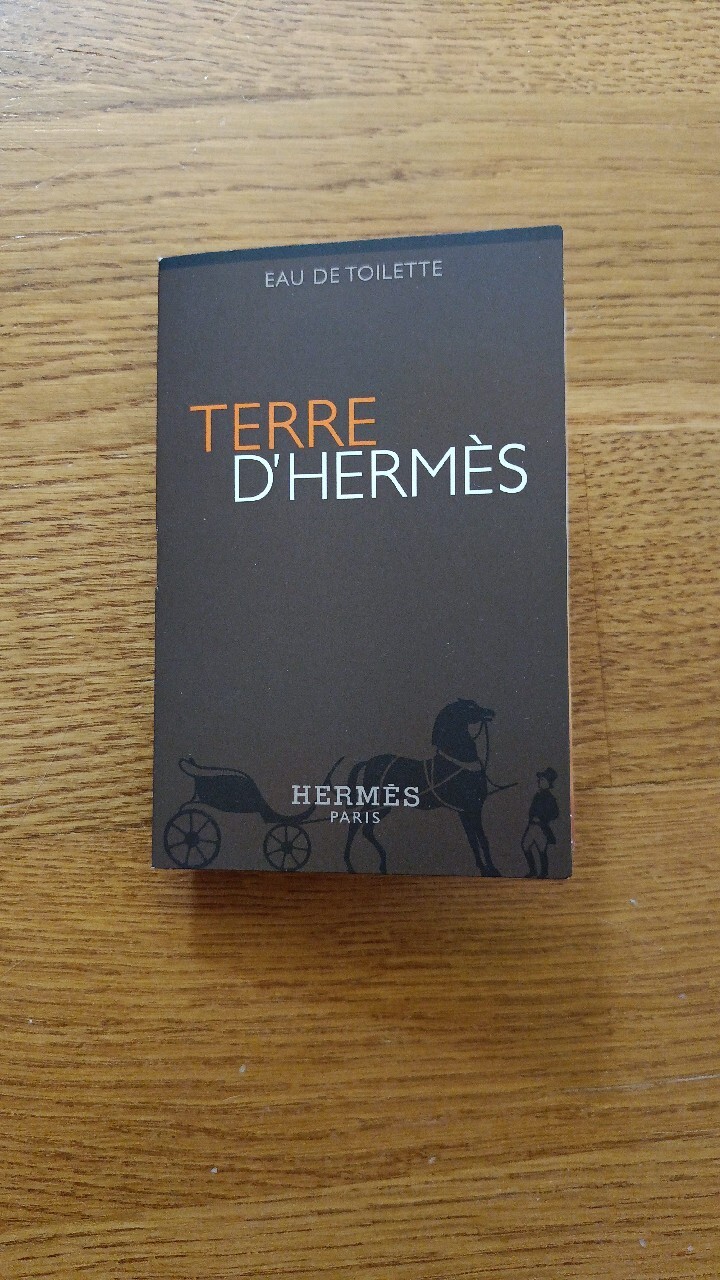 EAU DE TOILETTE
TERRE
D'HERMÈS
HERMÈS
PARIS